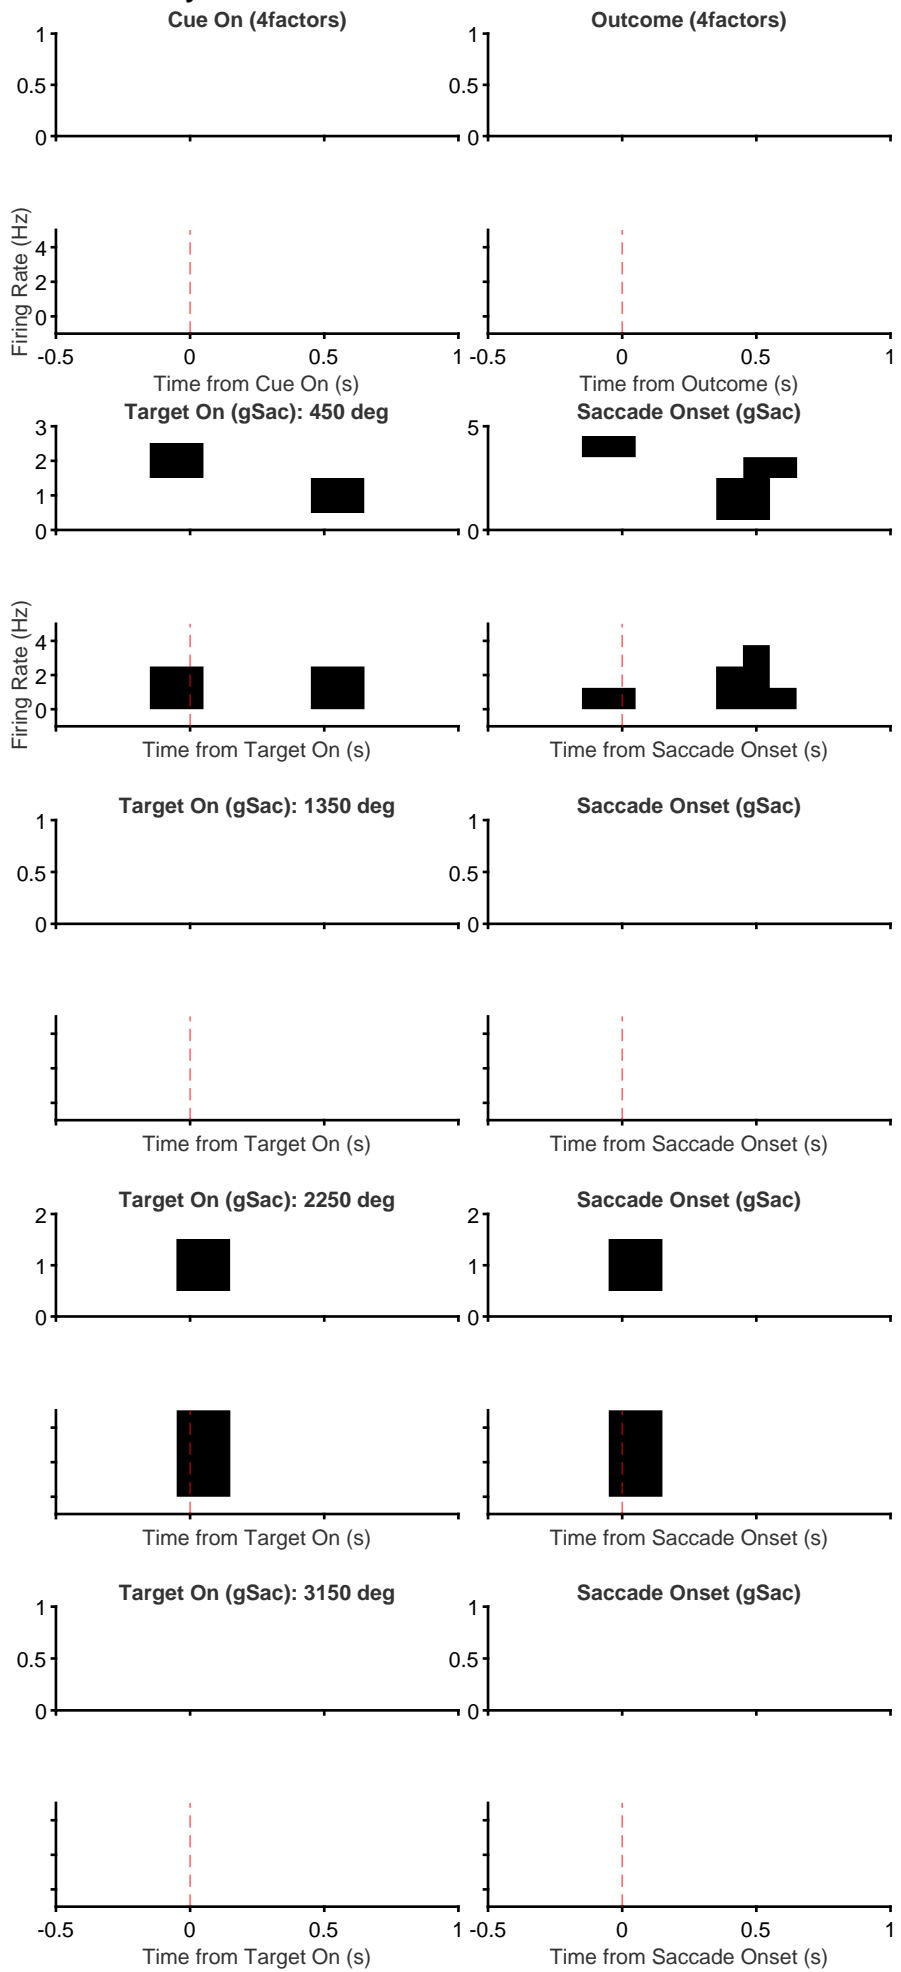 Cue On (4factors) Outcome (4factors)
1 1
0.5 0.5
0 0
Firing Rate (Hz)
4
2
0
-0.5 0 0.5 1 -0.5 0 0.5 1
Time from Cue On (s) Time from Outcome (s)
Target On (gSac): 450 deg Saccade Onset (gSac)
3 5
2
1
0 0
Firing Rate (Hz)
4
2
0
Time from Target On (s) Time from Saccade Onset (s)
Target On (gSac): 1350 deg Saccade Onset (gSac)
1 1
0.5 0.5
0 0
Time from Target On (s) Time from Saccade Onset (s)
Target On (gSac): 2250 deg Saccade Onset (gSac)
2 2
1 1
0 0
Time from Target On (s) Time from Saccade Onset (s)
Target On (gSac): 3150 deg Saccade Onset (gSac)
1 1
0.5 0.5
0 0
-0.5 0 0.5 1 -0.5 0 0.5 1
Time from Target On (s) Time from Saccade Onset (s)